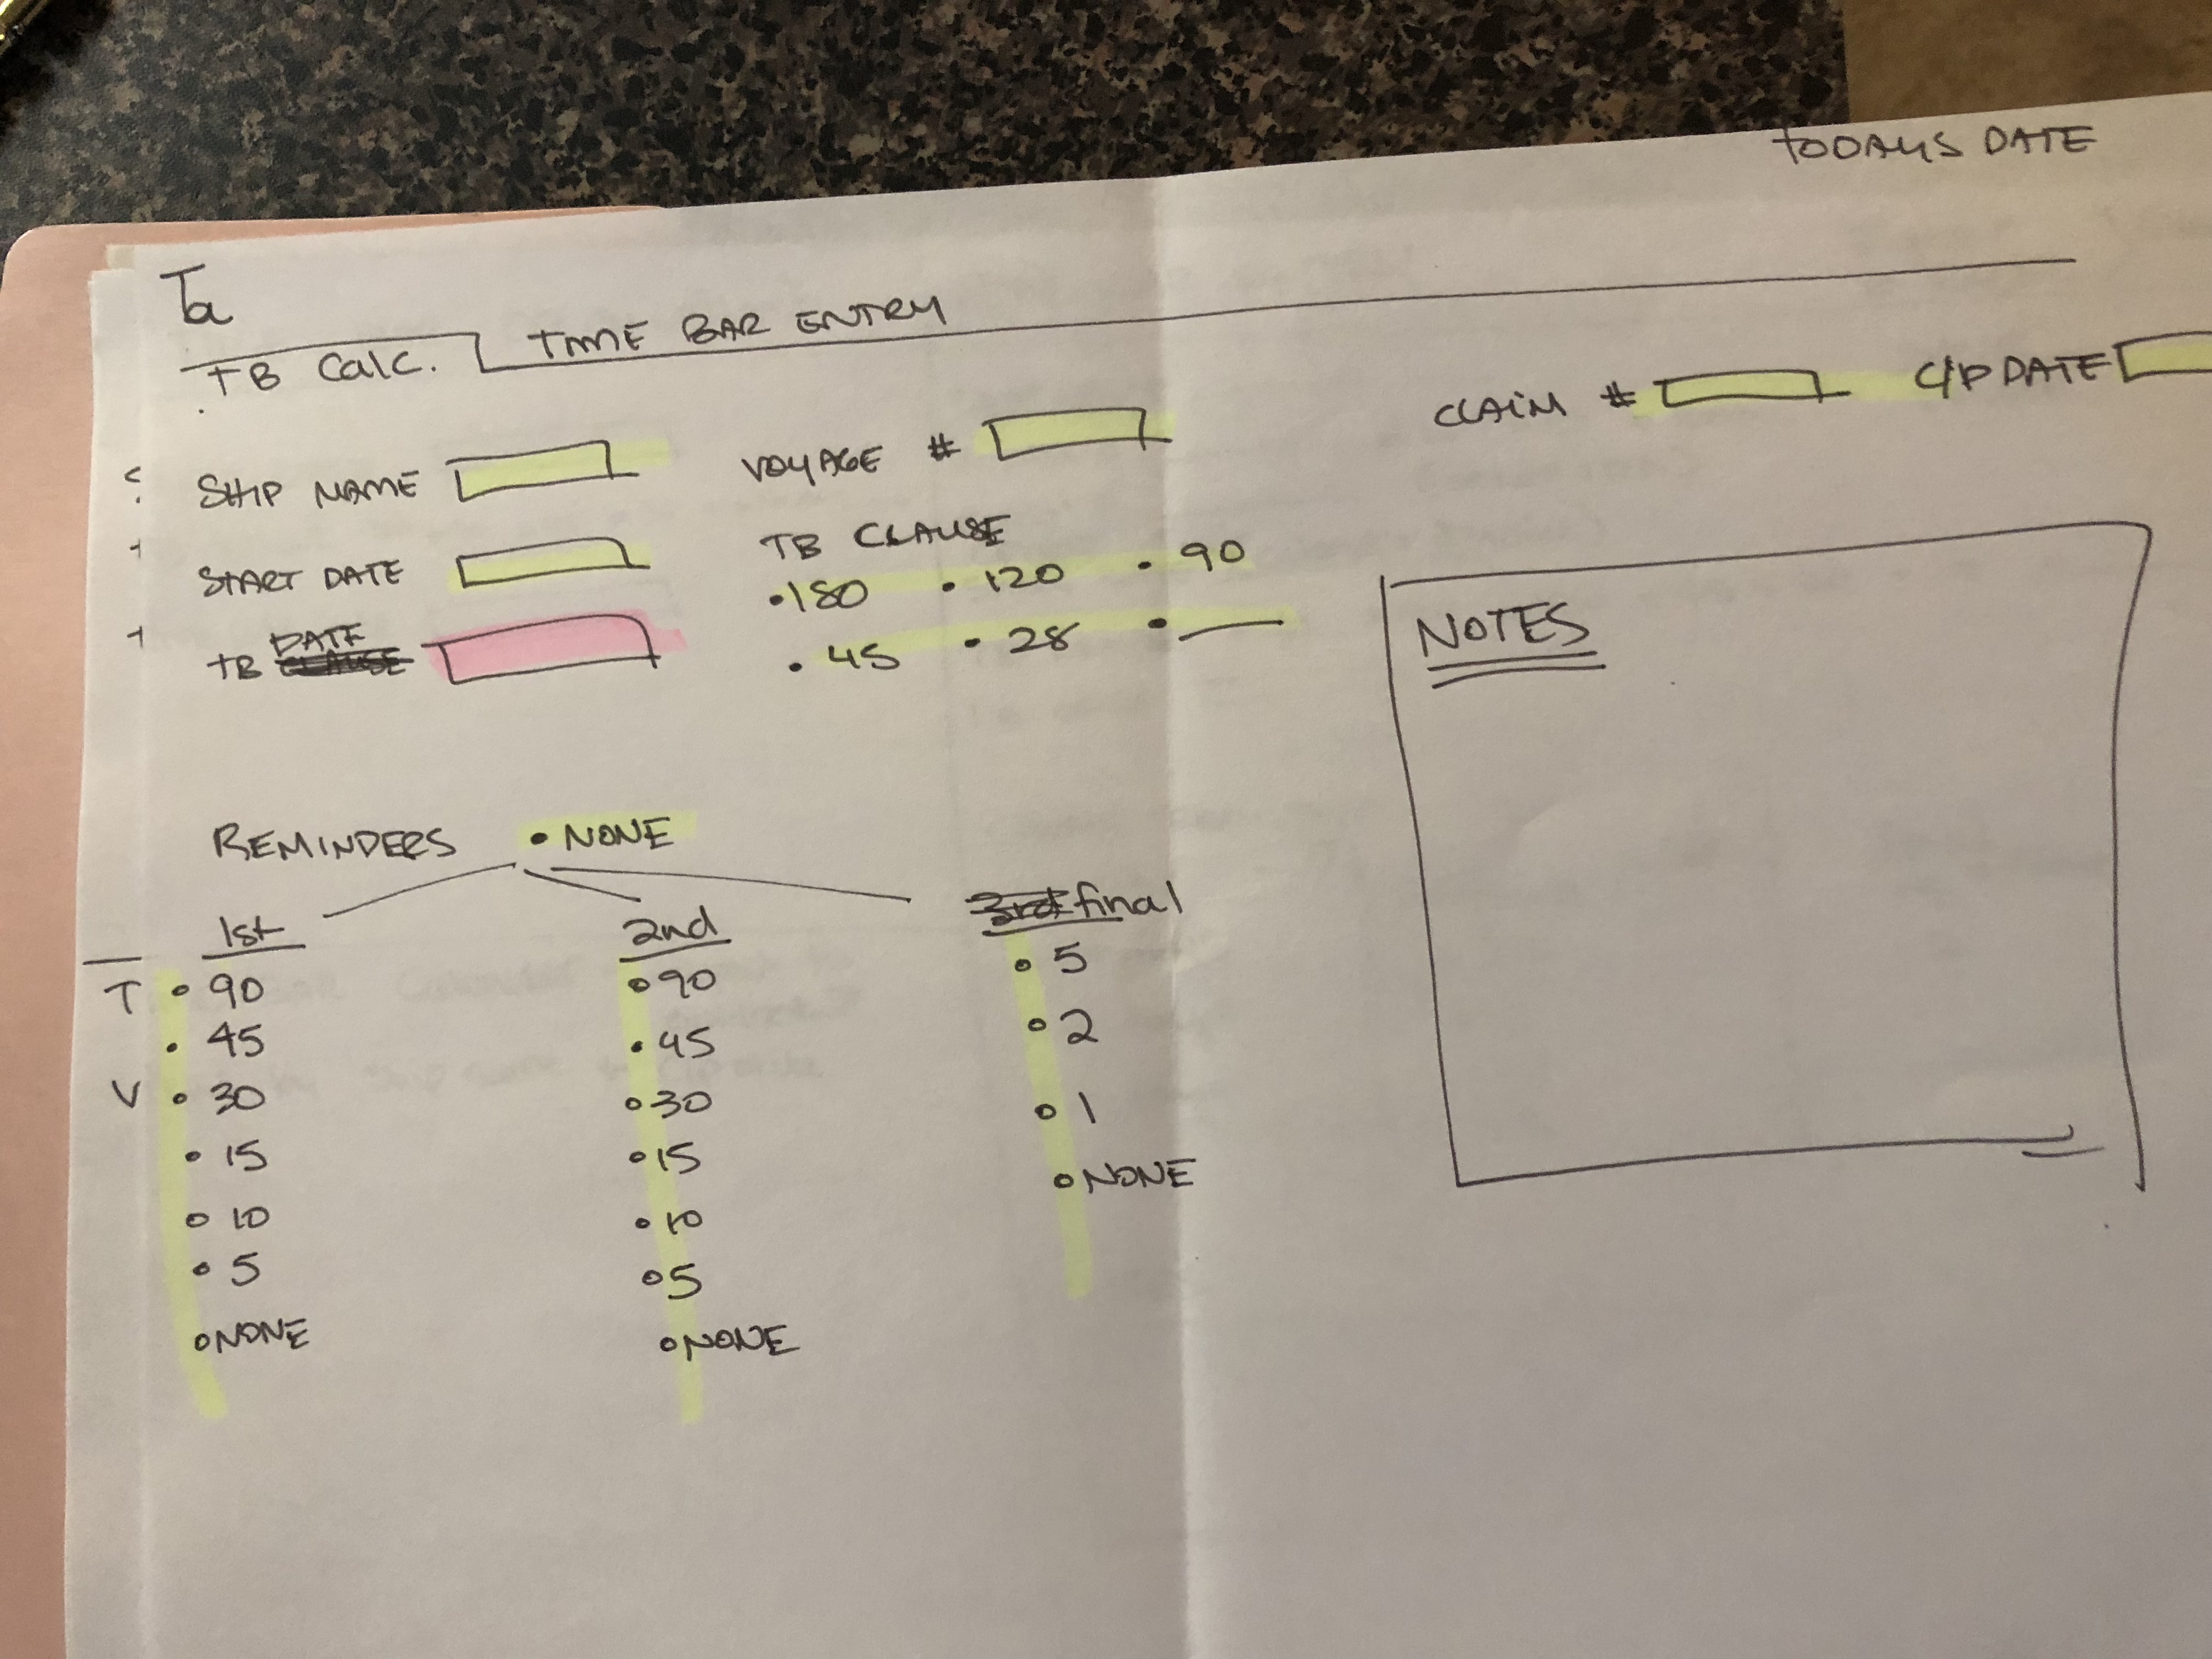 TODAYS DATE
Ta
TB Calc. TIME BAR ENTRY
SHIP NAME VOYAGE # CLAIM # C/P DATE
START DATE TB CLAUSE
• 180 • 120 • 90
TB DATE • 45 • 28 •
NOTES
REMINDERS • NONE
1st 2nd final
T • 90 • 90 • 5
• 45 • 45 • 2
V • 30 • 30 • 1
• 15 • 15 • NONE
• 10 • 10
• 5 • 5
• NONE • NONE